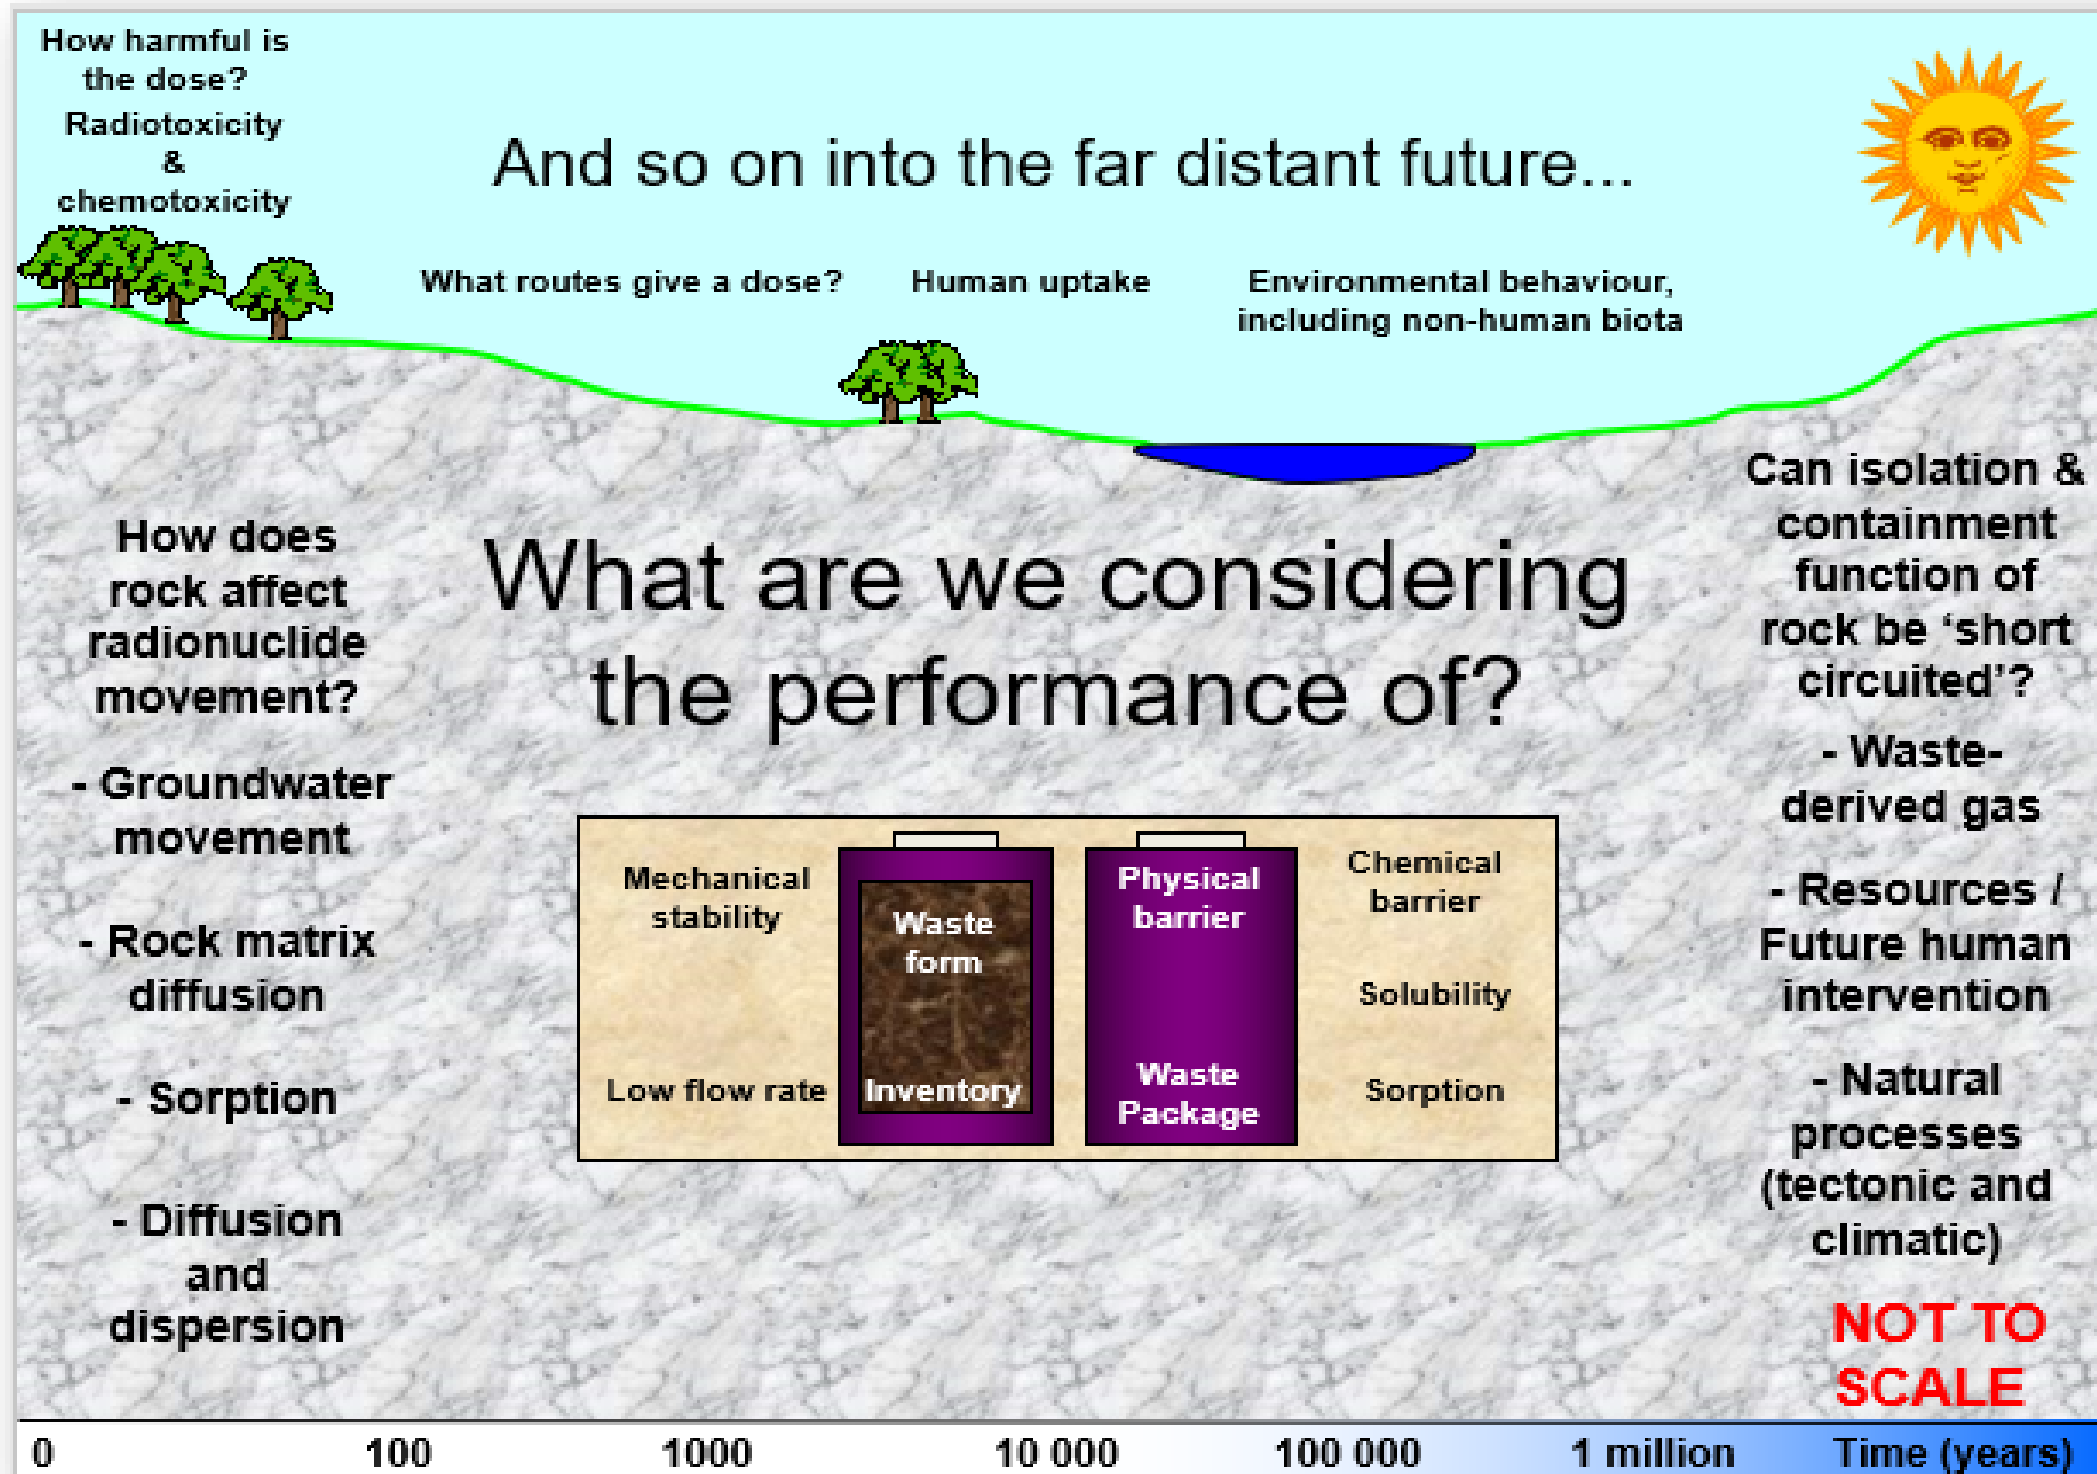 How harmful is
the dose?
Radiotoxicity
&
chemotoxicity
And so on into the far distant future...
What routes give a dose?
Human uptake
Environmental behaviour,
including non-human biota
How does
rock affect
radionuclide
movement?
- Groundwater
movement
- Rock matrix
diffusion
- Sorption
- Diffusion
and
dispersion
What are we considering
the performance of?
Mechanical
stability
Low flow rate
Waste
form
Inventory
Physical
barrier
Waste
Package
Chemical
barrier
Solubility
Sorption
Can isolation &
containment
function of
rock be ‘short
circuited’?
- Waste-
derived gas
- Resources /
Future human
intervention
- Natural
processes
(tectonic and
climatic)
NOT TO
SCALE
0 100 1000 10 000 100 000 1 million Time (years)